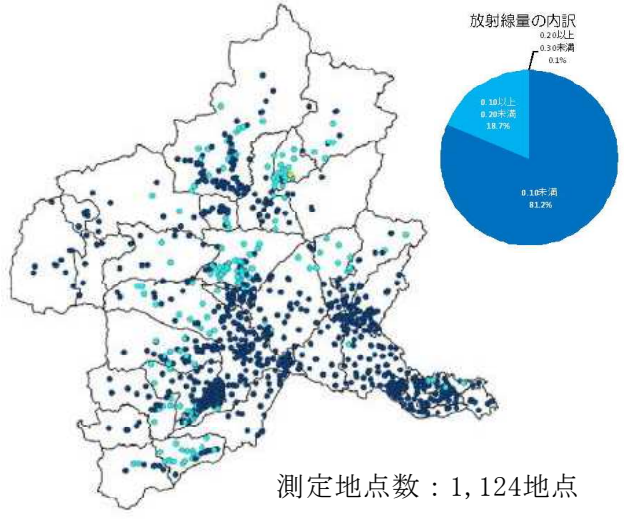 放射線量の内訳
0.20以上
0.30未満
0.1%
0.10以上
0.20未満
18.7%
0.10未満
81.2%
測定地点数：1,124地点